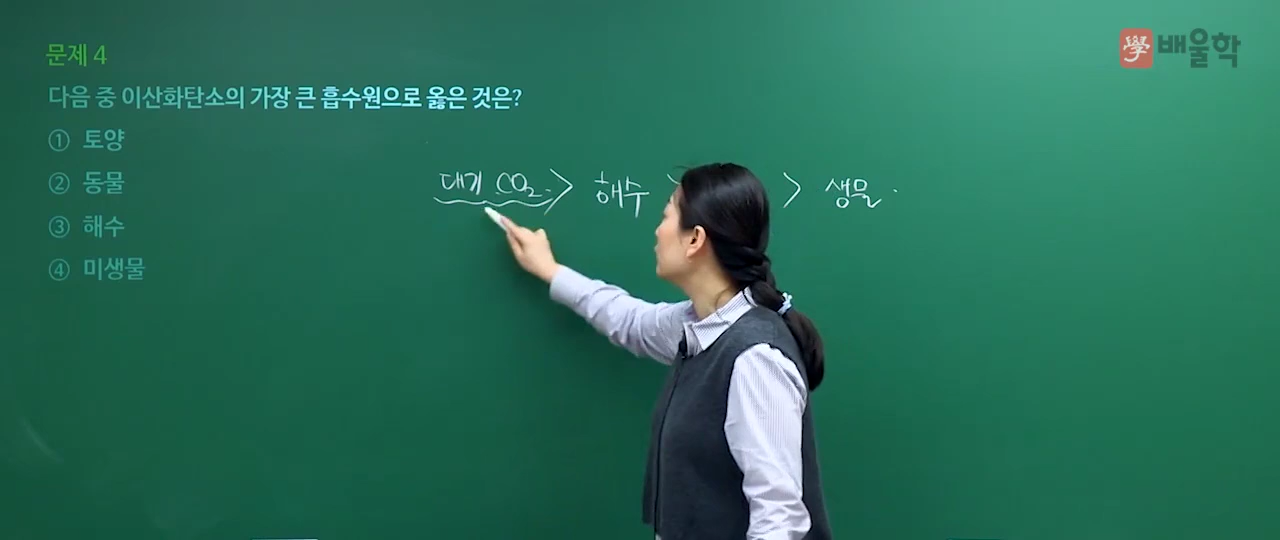 學 배울학
문제 4
다음 중 이산화탄소의 가장 큰 흡수원으로 옳은 것은?
① 토양
② 동물
③ 해수
④ 미생물
대기 CO₂. > 해수 > > 생물.